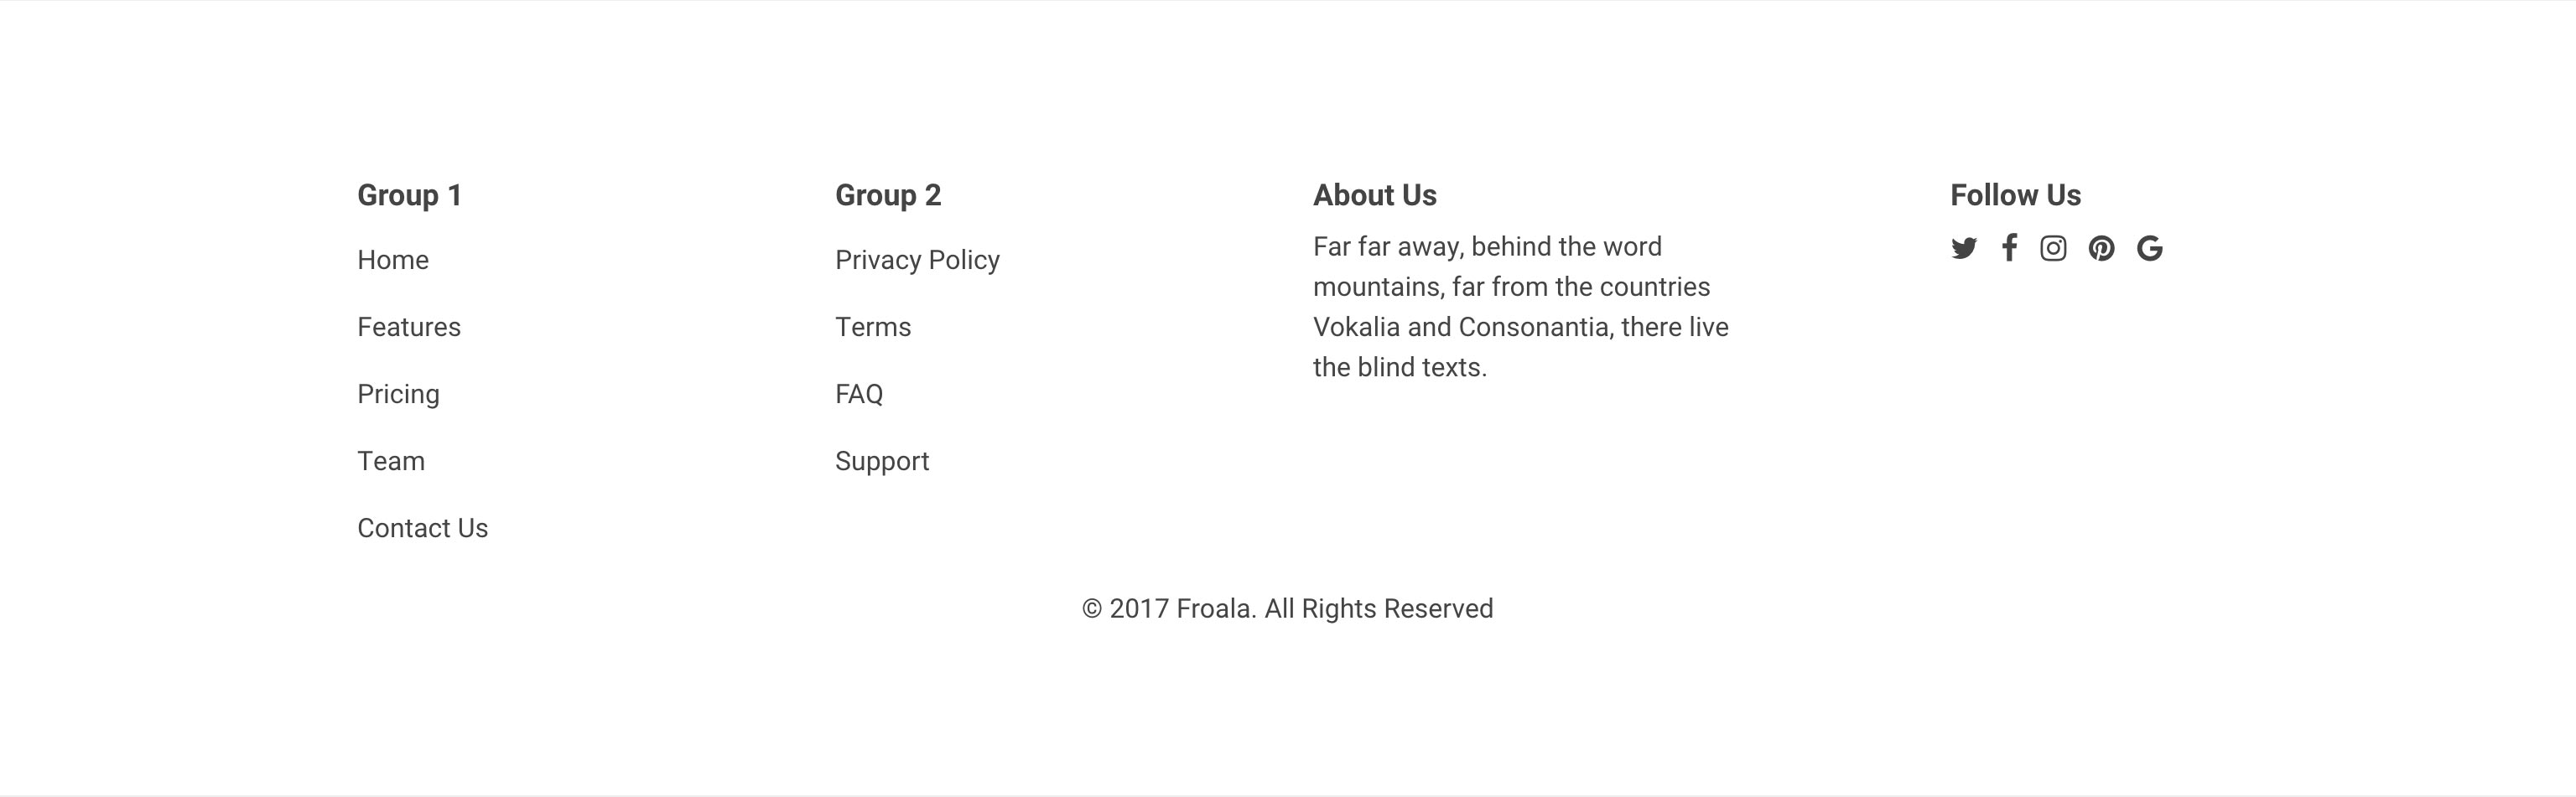 Group 1
Home
Features
Pricing
Team
Contact Us
Group 2
Privacy Policy
Terms
FAQ
Support
About Us
Far far away, behind the word
mountains, far from the countries
Vokalia and Consonantia, there live
the blind texts.
Follow Us
© 2017 Froala. All Rights Reserved